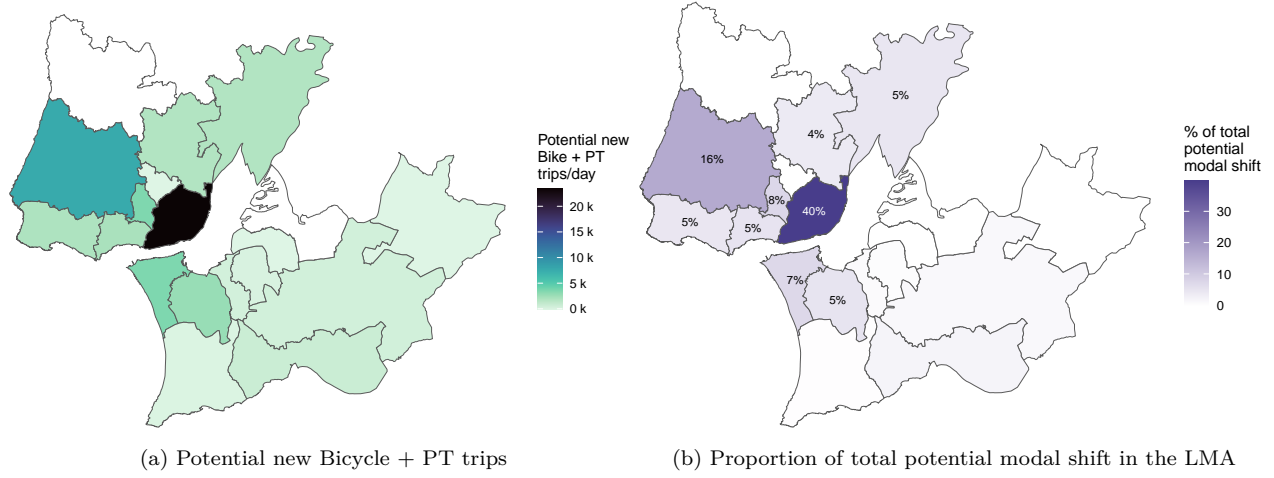 Potential new
Bike + PT
trips/day
20 k
15 k
10 k
5 k
0 k
(a) Potential new Bicycle + PT trips
5%
4%
16%
8%
40%
5%
5%
7%
5%
% of total
potential
modal shift
30
20
10
0
(b) Proportion of total potential modal shift in the LMA